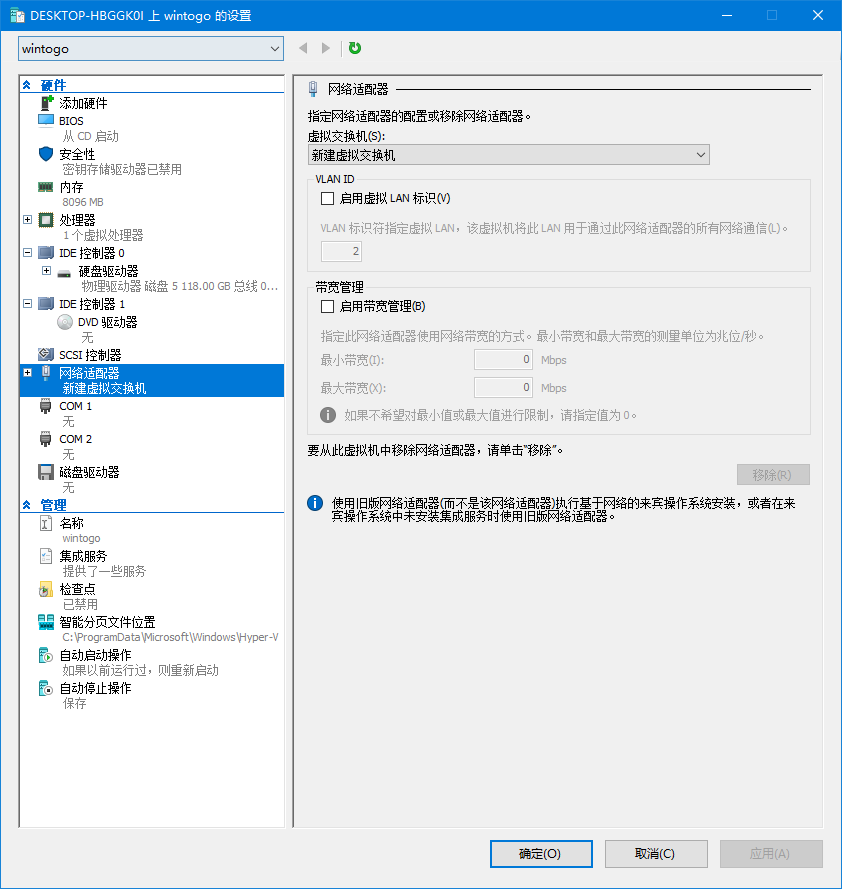 DESKTOP-HBGGK0I 上 wintogo 的设置
wintogo
硬件
添加硬件
BIOS
从 CD 启动
安全性
密钥存储驱动器已禁用
内存
8096 MB
处理器
1 个虚拟处理器
IDE 控制器 0
硬盘驱动器
物理驱动器 磁盘 5 118.00 GB 总线 0...
IDE 控制器 1
DVD 驱动器
无
SCSI 控制器
网络适配器
新建虚拟交换机
COM 1
无
COM 2
无
磁盘驱动器
无
管理
名称
wintogo
集成服务
提供了一些服务
检查点
已禁用
智能分页文件位置
C:\ProgramData\Microsoft\Windows\Hyper-V
自动启动操作
如果以前运行过，则重新启动
自动停止操作
保存
网络适配器
指定网络适配器的配置或移除网络适配器。
虚拟交换机(S):
新建虚拟交换机
VLAN ID
启用虚拟 LAN 标识(V)
VLAN 标识符指定虚拟 LAN，该虚拟机将此 LAN 用于通过此网络适配器的所有网络通信(L)。
2
带宽管理
启用带宽管理(B)
指定此网络适配器使用网络带宽的方式。最小带宽和最大带宽的测量单位为兆位/秒。
最小带宽(I): 0 Mbps
最大带宽(X): 0 Mbps
如果不希望对最小值或最大值进行限制，请指定值为 0。
要从此虚拟机中移除网络适配器，请单击"移除"。
移除(R)
使用旧版网络适配器(而不是该网络适配器)执行基于网络的来宾操作系统安装，或者在来
宾操作系统中未安装集成服务时使用旧版网络适配器。
确定(O) 取消(C) 应用(A)